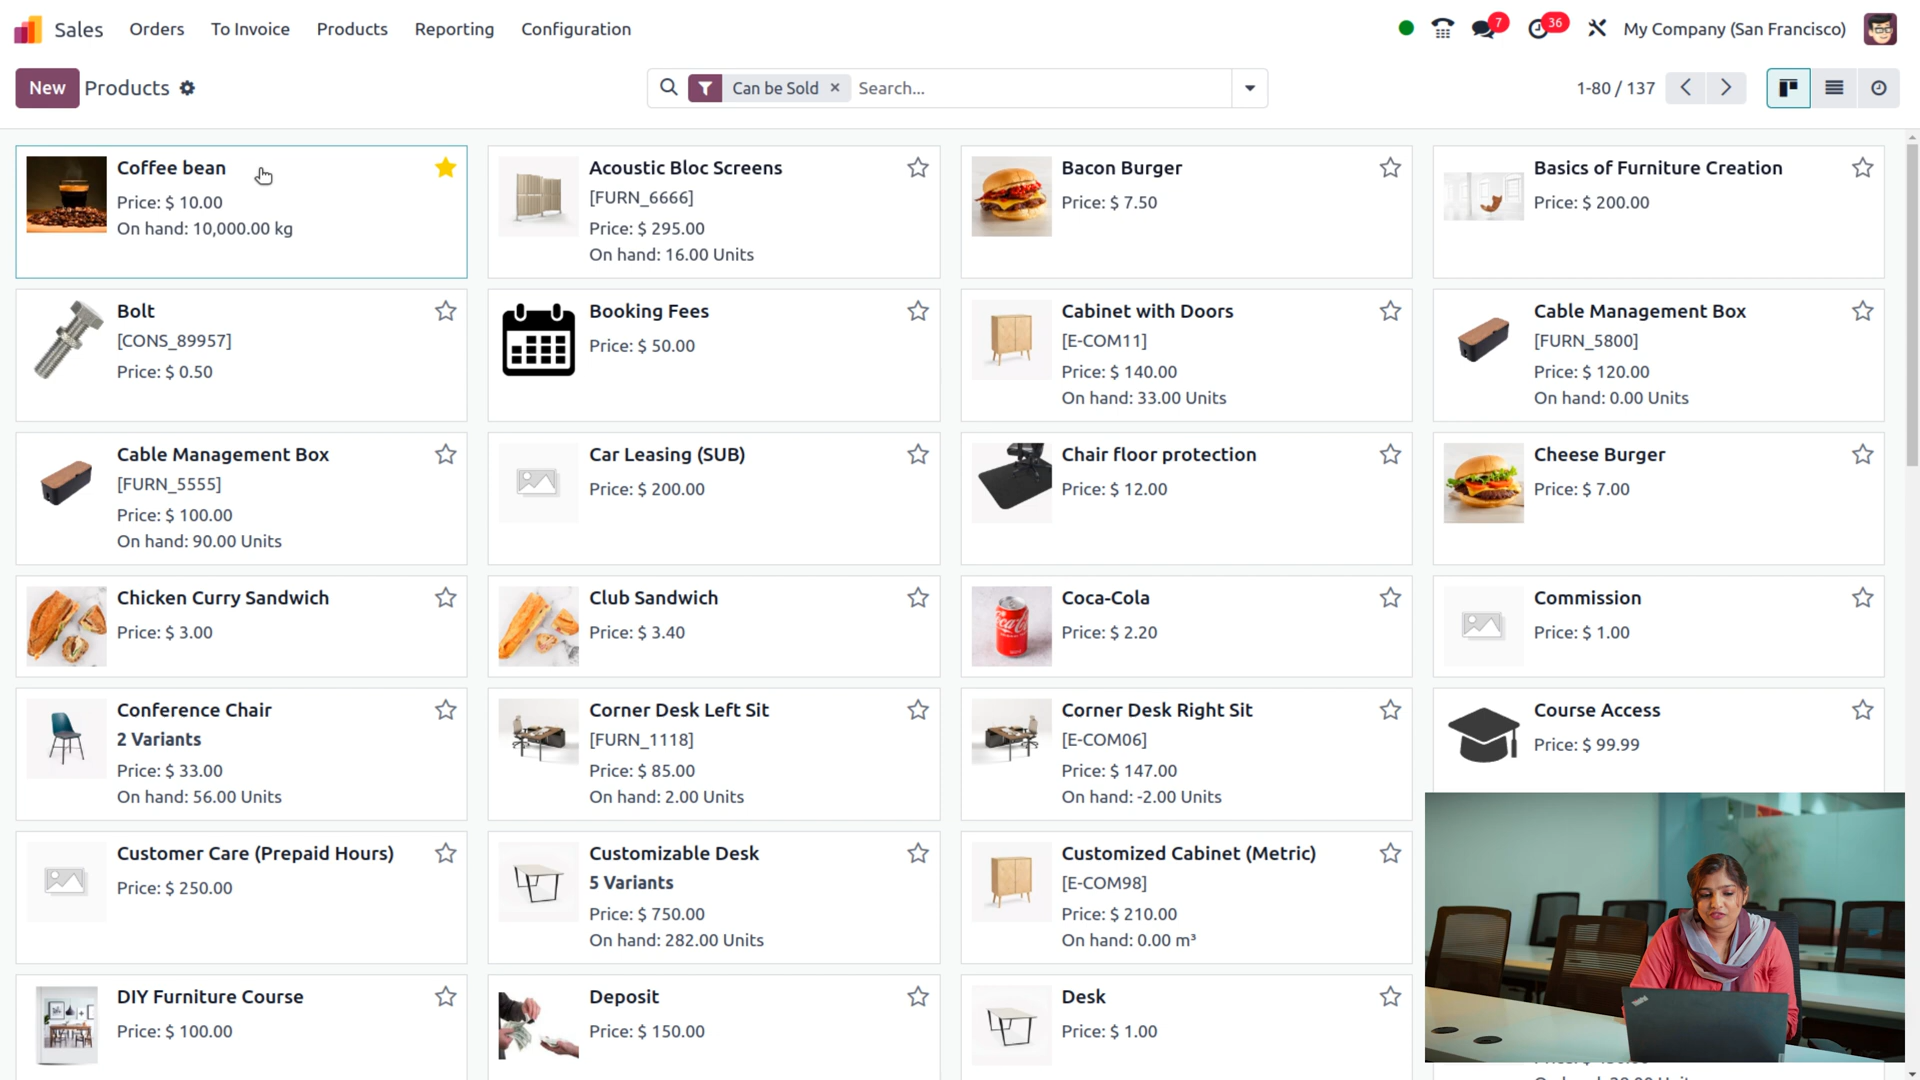 Sales
Orders
To Invoice
Products
Reporting
Configuration
7
36
My Company (San Francisco)
New
Products
Can be Sold ×
Search...
1-80 / 137
Coffee bean
Price: $ 10.00
On hand: 10,000.00 kg
Acoustic Bloc Screens
[FURN_6666]
Price: $ 295.00
On hand: 16.00 Units
Bacon Burger
Price: $ 7.50
Basics of Furniture Creation
Price: $ 200.00
Bolt
[CONS_89957]
Price: $ 0.50
Booking Fees
Price: $ 50.00
Cabinet with Doors
[E-COM11]
Price: $ 140.00
On hand: 33.00 Units
Cable Management Box
[FURN_5800]
Price: $ 120.00
On hand: 0.00 Units
Cable Management Box
[FURN_5555]
Price: $ 100.00
On hand: 90.00 Units
Car Leasing (SUB)
Price: $ 200.00
Chair floor protection
Price: $ 12.00
Cheese Burger
Price: $ 7.00
Chicken Curry Sandwich
Price: $ 3.00
Club Sandwich
Price: $ 3.40
Coca-Cola
Price: $ 2.20
Commission
Price: $ 1.00
Conference Chair
2 Variants
Price: $ 33.00
On hand: 56.00 Units
Corner Desk Left Sit
[FURN_1118]
Price: $ 85.00
On hand: 2.00 Units
Corner Desk Right Sit
[E-COM06]
Price: $ 147.00
On hand: -2.00 Units
Course Access
Price: $ 99.99
Customer Care (Prepaid Hours)
Price: $ 250.00
Customizable Desk
5 Variants
Price: $ 750.00
On hand: 282.00 Units
Customized Cabinet (Metric)
[E-COM98]
Price: $ 210.00
On hand: 0.00 m³
DIY Furniture Course
Price: $ 100.00
Deposit
Price: $ 150.00
Desk
Price: $ 1.00